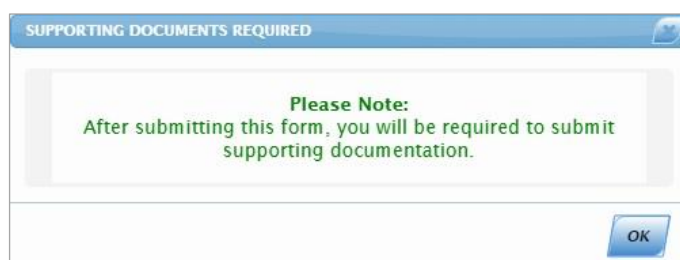 SUPPORTING DOCUMENTS REQUIRED
Please Note:
After submitting this form, you will be required to submit
supporting documentation.
OK